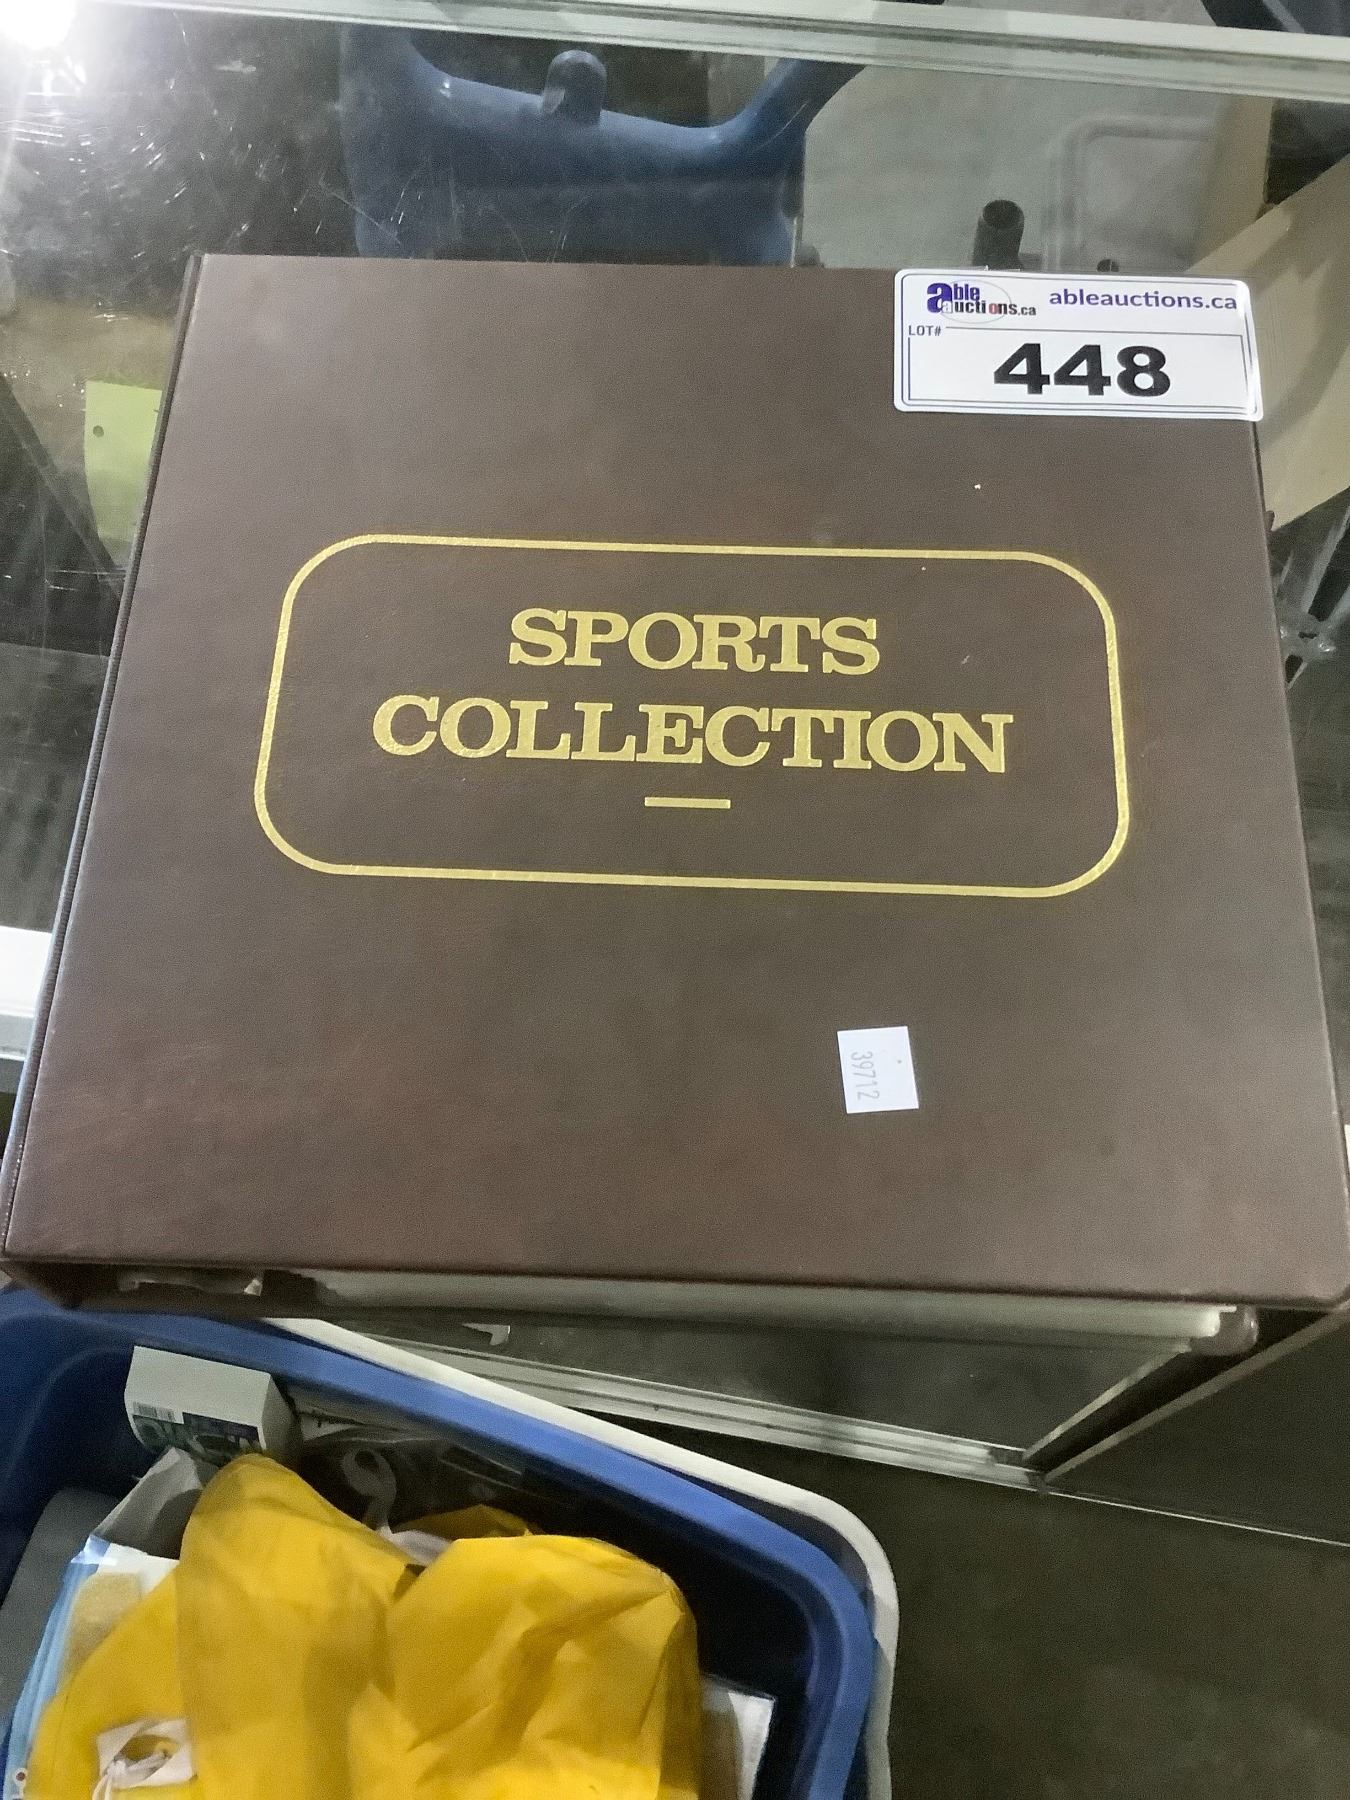 able
auctions.ca
ableauctions.ca
LOT#
448
SPORTS
COLLECTION
39712